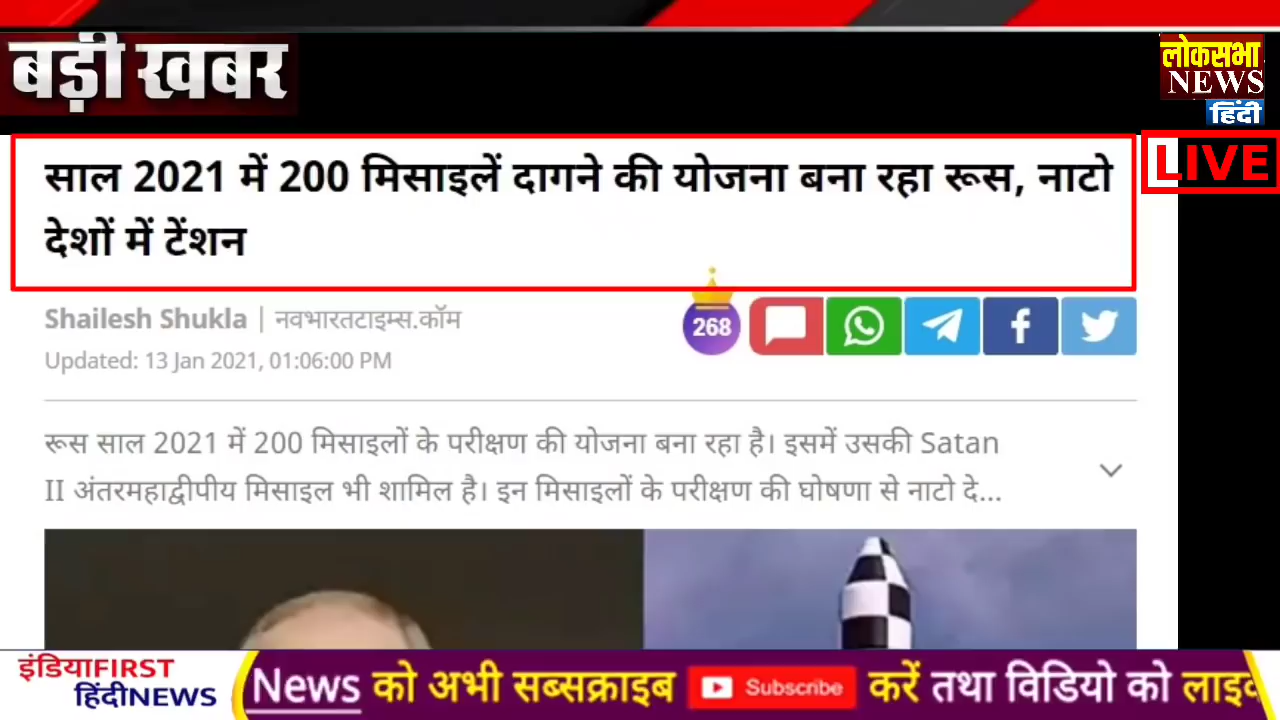 बड़ी खबर
लोकसभा
NEWS
हिंदी
LIVE
साल 2021 में 200 मिसाइलें दागने की योजना बना रहा रूस, नाटो
देशों में टेंशन
Shailesh Shukla | नवभारतटाइम्स.कॉम
268
Updated: 13 Jan 2021, 01:06:00 PM
रूस साल 2021 में 200 मिसाइलों के परीक्षण की योजना बना रहा है। इसमें उसकी Satan
II अंतरमहाद्वीपीय मिसाइल भी शामिल है। इन मिसाइलों के परीक्षण की घोषणा से नाटो दे...
इंडियाFIRST
हिंदीNEWS
News को अभी सब्सक्राइब Subscribe करें तथा विडियो को लाइक